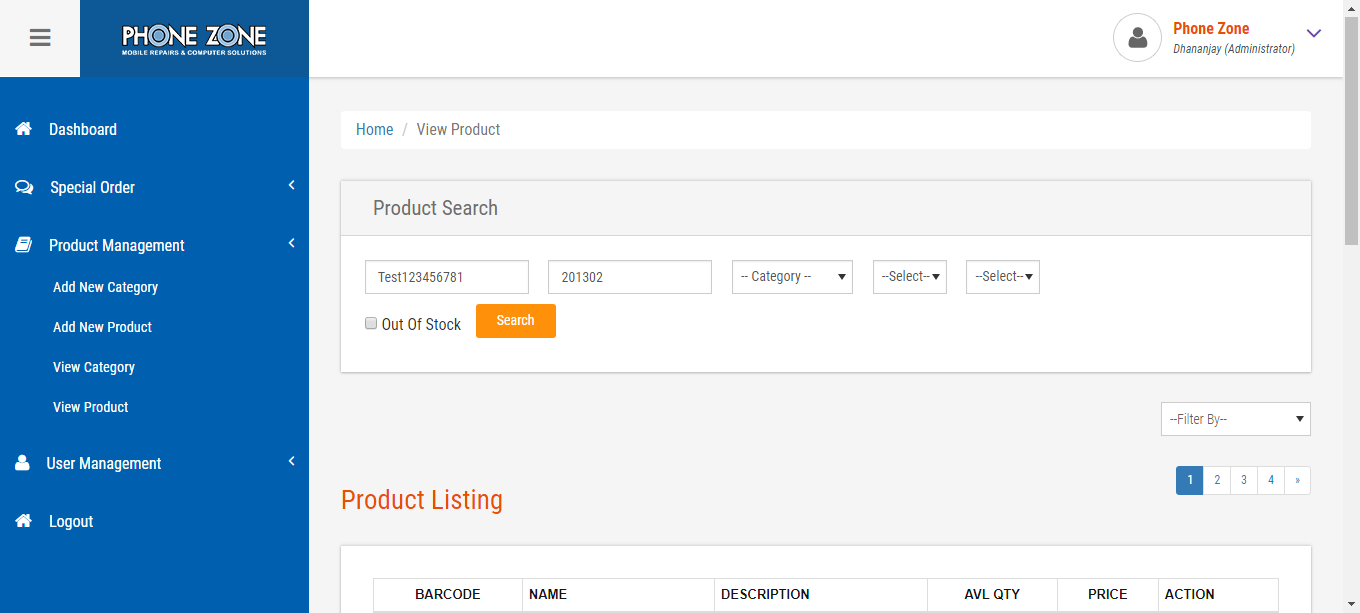 PHONE ZONE
MOBILE REPAIRS & COMPUTER SOLUTIONS
Phone Zone
Dhananjay (Administrator)
Dashboard
Special Order
Product Management
Add New Category
Add New Product
View Category
View Product
User Management
Logout
Home / View Product
Product Search
Test123456781 201302 -- Category -- --Select-- --Select--
Out Of Stock Search
--Filter By--
1 2 3 4 »
Product Listing
BARCODE NAME DESCRIPTION AVL QTY PRICE ACTION